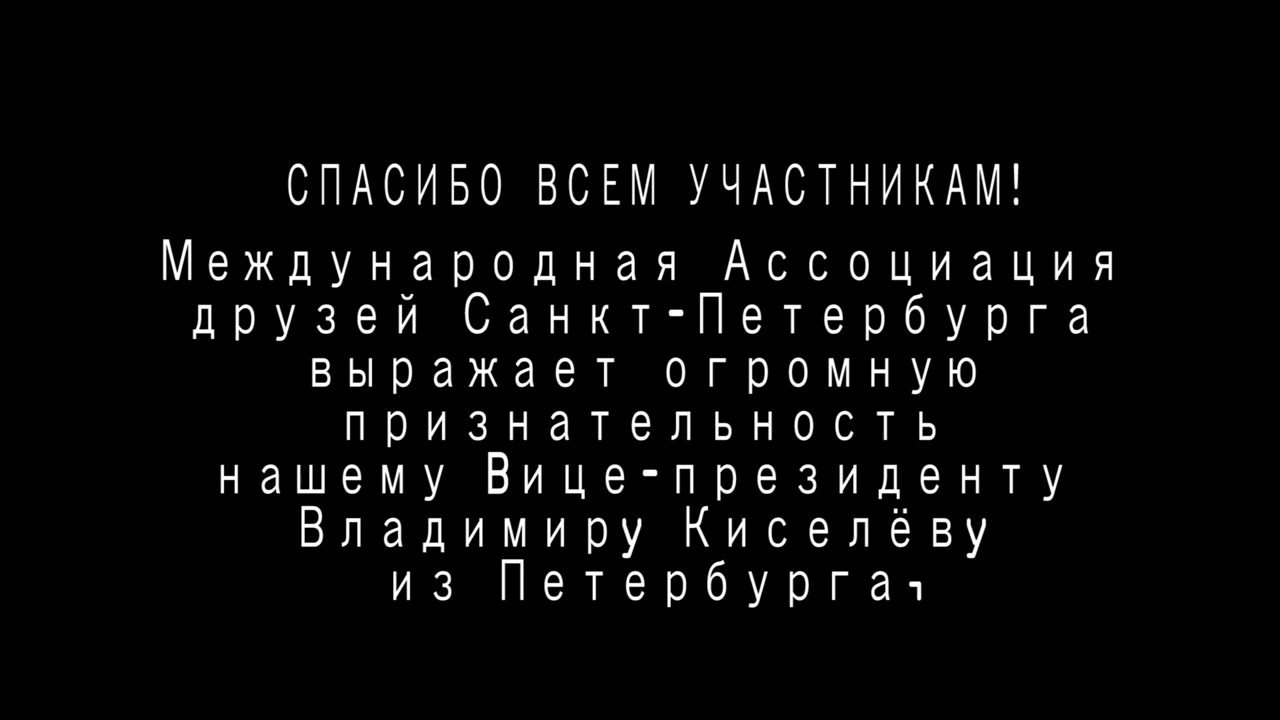 СПАСИБО ВСЕМ УЧАСТНИКАМ!
Международная Ассоциация
друзей Санкт-Петербурга
выражает огромную
признательность
нашему Вице-президенту
Владимиру Киселёву
из Петербурга,